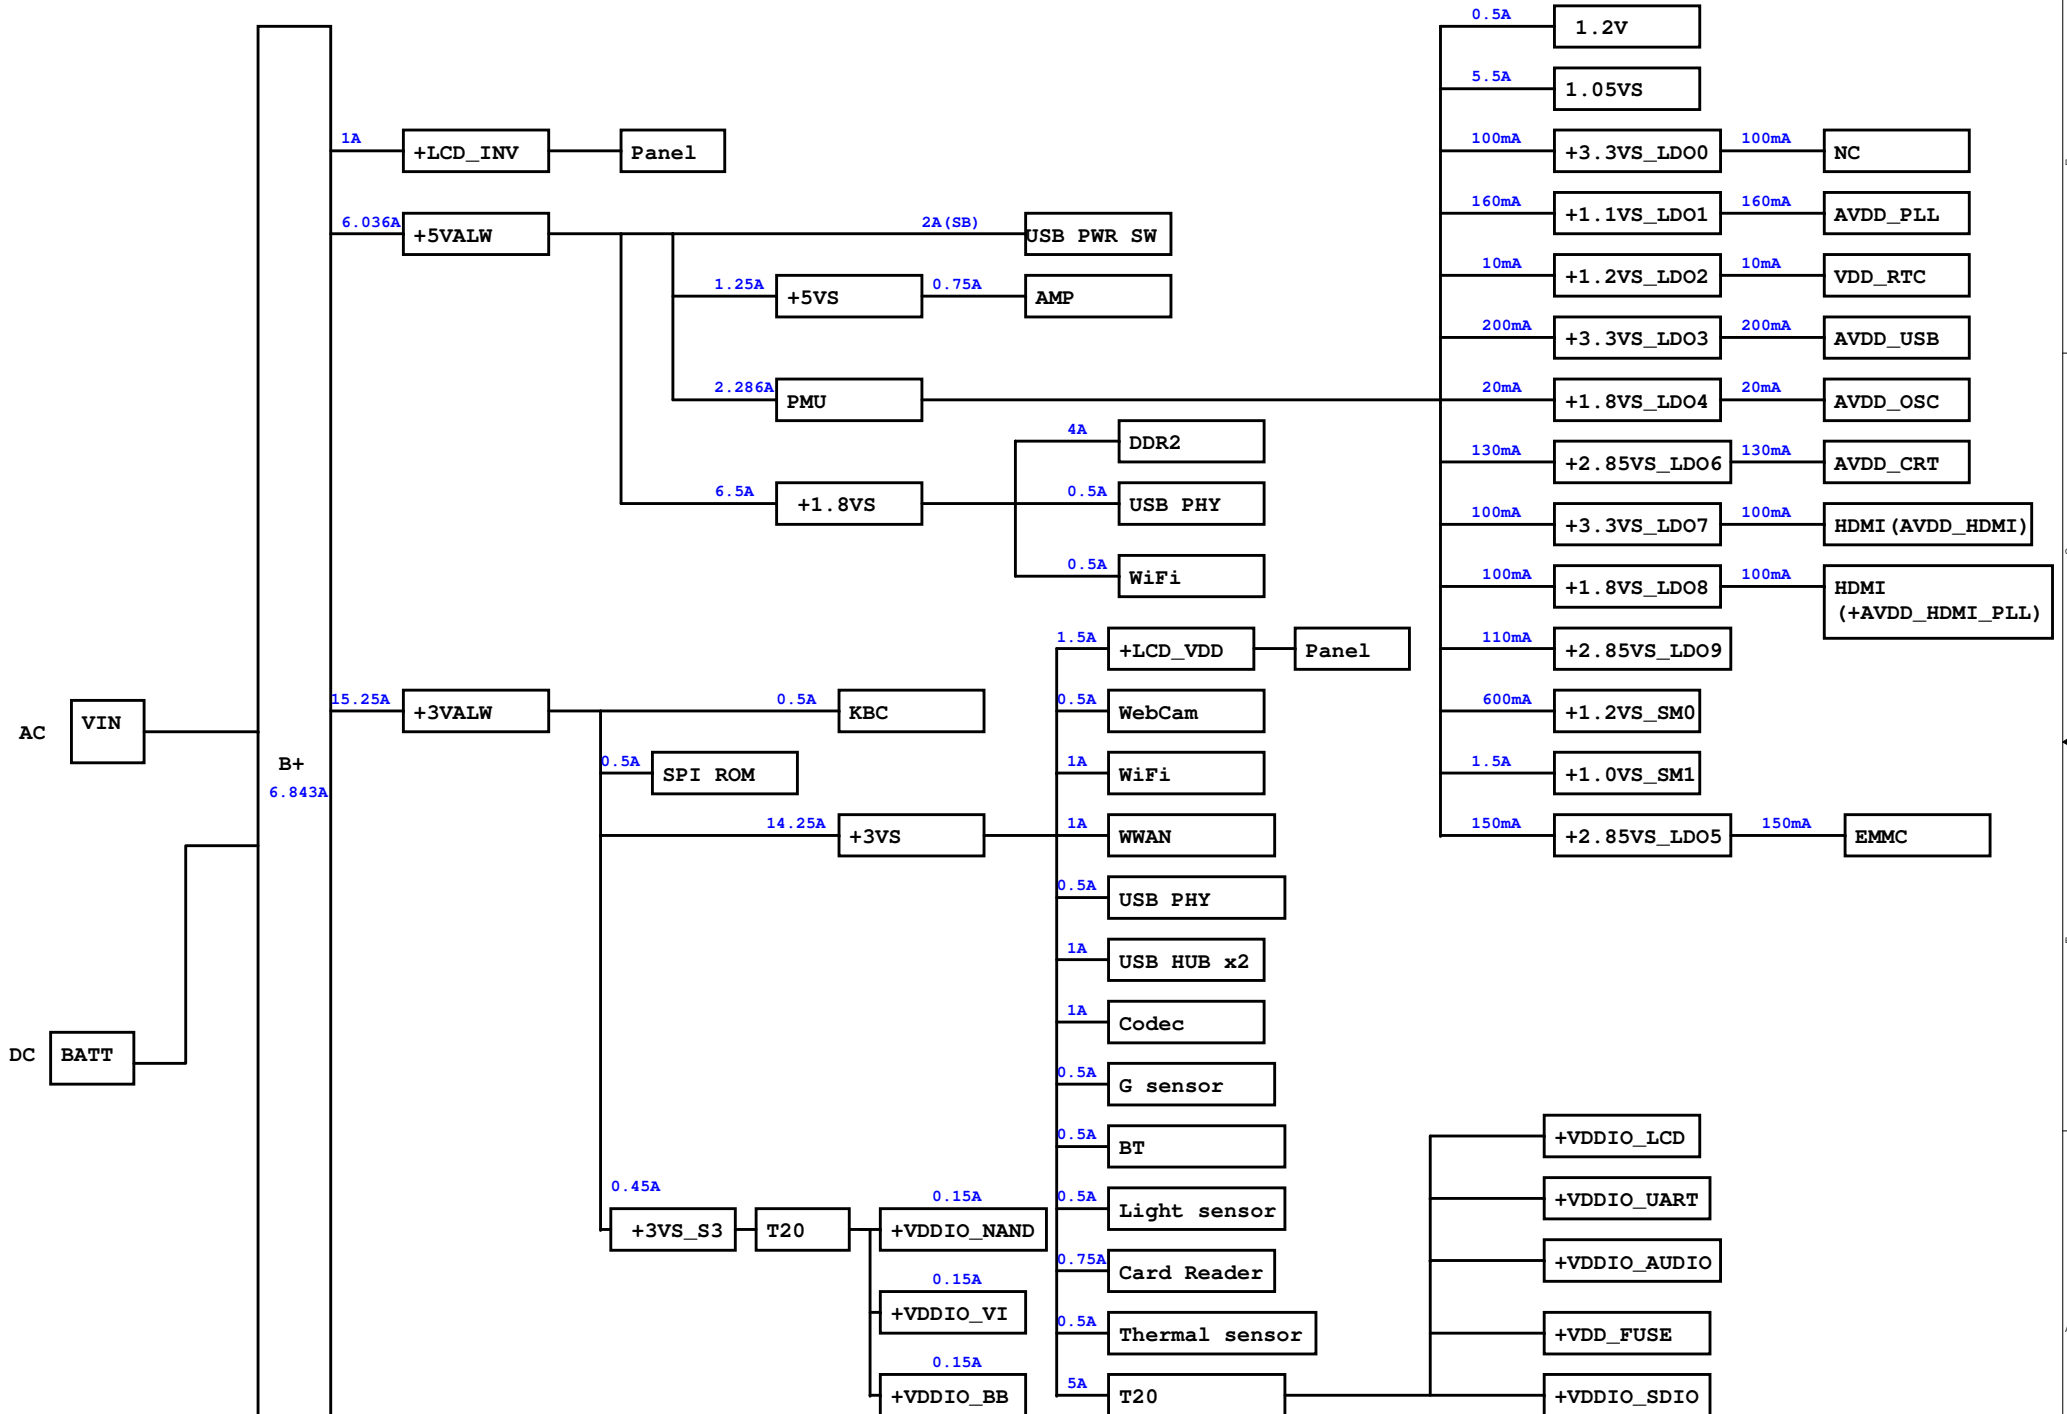 AC
VIN
DC
BATT
B+
6.843A
1A
+LCD_INV
Panel
6.036A
+5VALW
2A(SB)
USB PWR SW
1.25A
+5VS
0.75A
AMP
2.286A
PMU
6.5A
+1.8VS
4A
DDR2
0.5A
USB PHY
0.5A
WiFi
15.25A
+3VALW
0.5A
KBC
0.5A
SPI ROM
14.25A
+3VS
1.5A
+LCD_VDD
Panel
0.5A
WebCam
1A
WiFi
1A
WWAN
0.5A
USB PHY
1A
USB HUB x2
1A
Codec
0.5A
G sensor
0.5A
BT
0.5A
Light sensor
0.75A
Card Reader
0.5A
Thermal sensor
5A
T20
0.45A
+3VS_S3
T20
0.15A
+VDDIO_NAND
0.15A
+VDDIO_VI
0.15A
+VDDIO_BB
0.5A
1.2V
5.5A
1.05VS
100mA
+3.3VS_LDO0
100mA
NC
160mA
+1.1VS_LDO1
160mA
AVDD_PLL
10mA
+1.2VS_LDO2
10mA
VDD_RTC
200mA
+3.3VS_LDO3
200mA
AVDD_USB
20mA
+1.8VS_LDO4
20mA
AVDD_OSC
130mA
+2.85VS_LDO6
130mA
AVDD_CRT
100mA
+3.3VS_LDO7
100mA
HDMI(AVDD_HDMI)
100mA
+1.8VS_LDO8
100mA
HDMI
(+AVDD_HDMI_PLL)
110mA
+2.85VS_LDO9
600mA
+1.2VS_SM0
1.5A
+1.0VS_SM1
150mA
+2.85VS_LDO5
150mA
EMMC
+VDDIO_LCD
+VDDIO_UART
+VDDIO_AUDIO
+VDD_FUSE
+VDDIO_SDIO